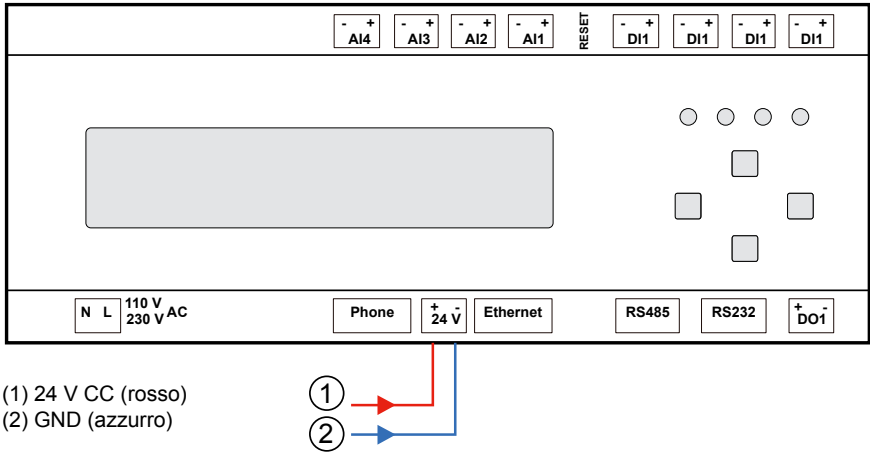 - + - + - + - + - + - + - + - +
AI4 AI3 AI2 AI1 RESET DI1 DI1 DI1 DI1
N L 110 V AC
230 V
Phone + - Ethernet RS485 RS232 + -
24 V DO1
(1) 24 V CC (rosso) 1
(2) GND (azzurro) 2